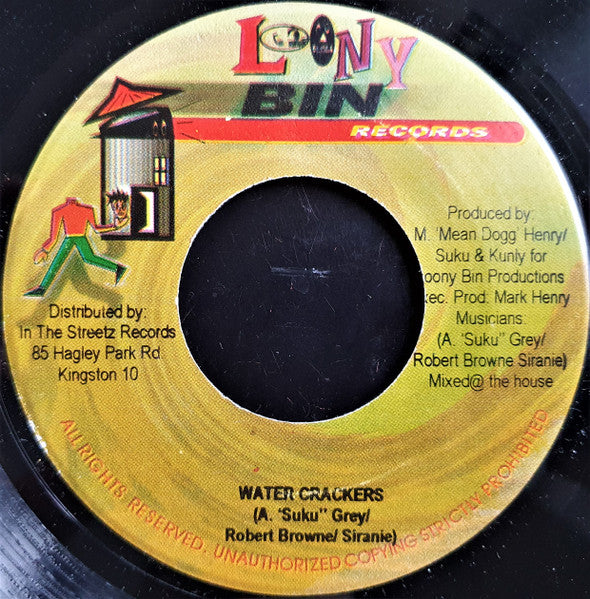 LOONY
BIN
RECORDS
Produced by:
M. 'Mean Dogg' Henry/
Suku & Kunly for
oony Bin Productions
xec. Prod: Mark Henry
Musicians:
(A. 'Suku" Grey/
Robert Browne Siranie)
Mixed@ the house
Distributed by:
In The Streetz Records
85 Hagley Park Rd.
Kingston 10
WATER CRACKERS
(A. 'Suku" Grey/
Robert Browne/ Siranie)
ALL RIGHTS RESERVED. UNAUTHORIZED COPYING STRICTLY PROHIBITED